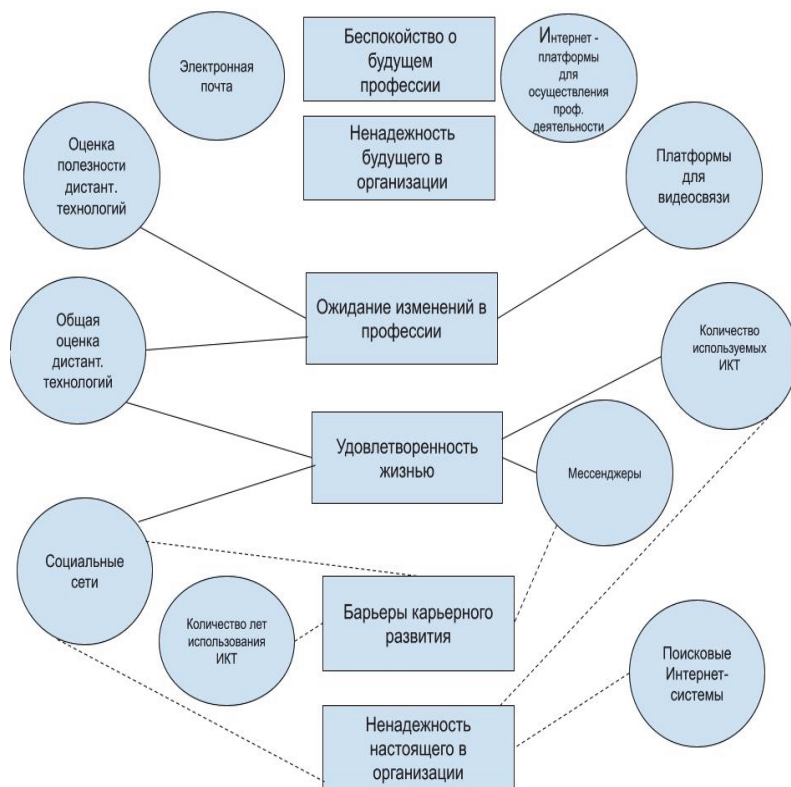 Электронная
почта
Беспокойство о
будущем
профессии
Интернет -
платформы
для
осуществления
проф.
деятельности
Оценка
полезности
дистант.
технологий
Ненадежность
будущего в
организации
Платформы
для
видеосвязи
Ожидание изменений в
профессии
Общая
оценка
дистант.
технологий
Количество
используемых
ИКТ
Удовлетворенность
жизнью
Мессенджеры
Социальные
сети
Количество лет
использования
ИКТ
Барьеры карьерного
развития
Поисковые
Интернет-
системы
Ненадежность
настоящего в
организации